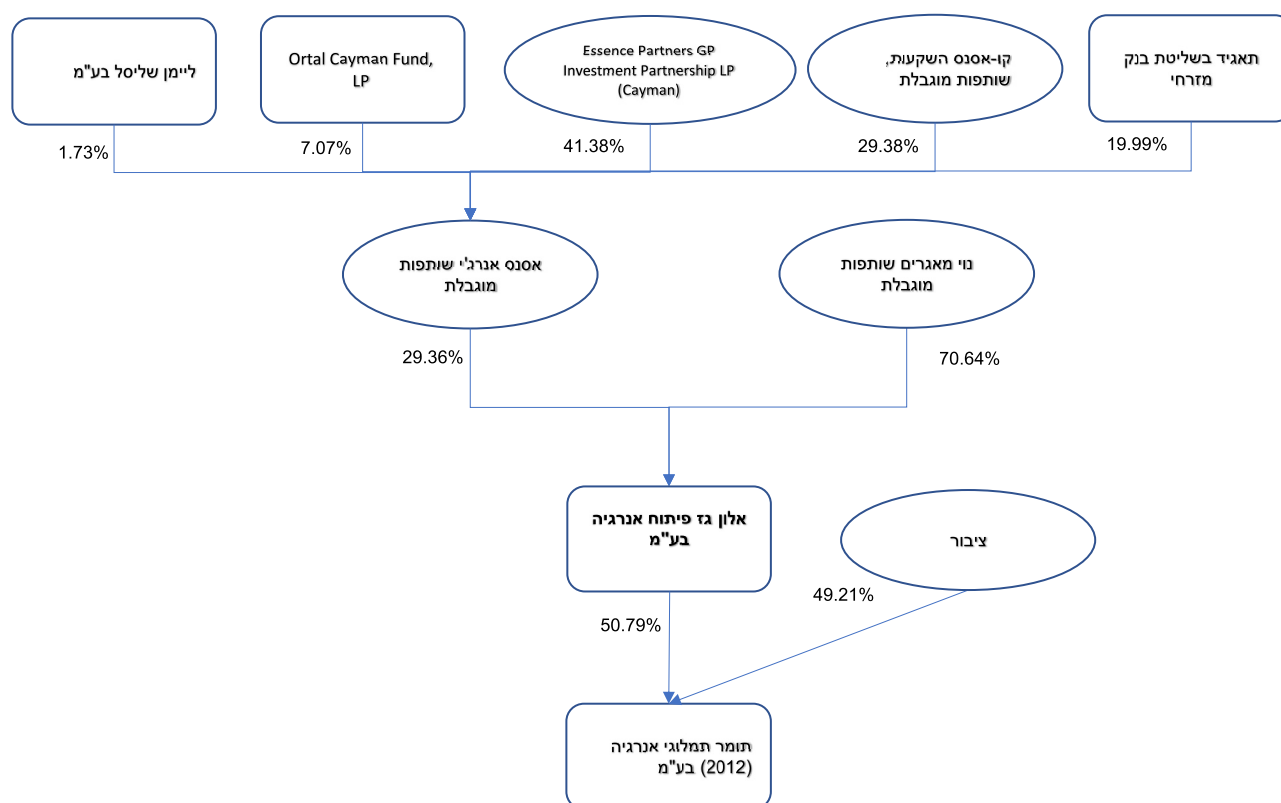 ליימן שליסל בע"מ
Ortal Cayman Fund,
LP
Essence Partners GP
Investment Partnership LP
(Cayman)
קו-אסנס השקעות,
שותפות מוגבלת
תאגיד בשליטת בנק
מזרחי
1.73%
7.07%
41.38%
29.38%
19.99%
אסנס אנרג'י שותפות
מוגבלת
נוי מאגרים שותפות
מוגבלת
29.36%
70.64%
אלון גז פיתוח אנרגיה
בע"מ
ציבור
50.79%
49.21%
תומר תמלוגי אנרגיה
(2012) בע"מ